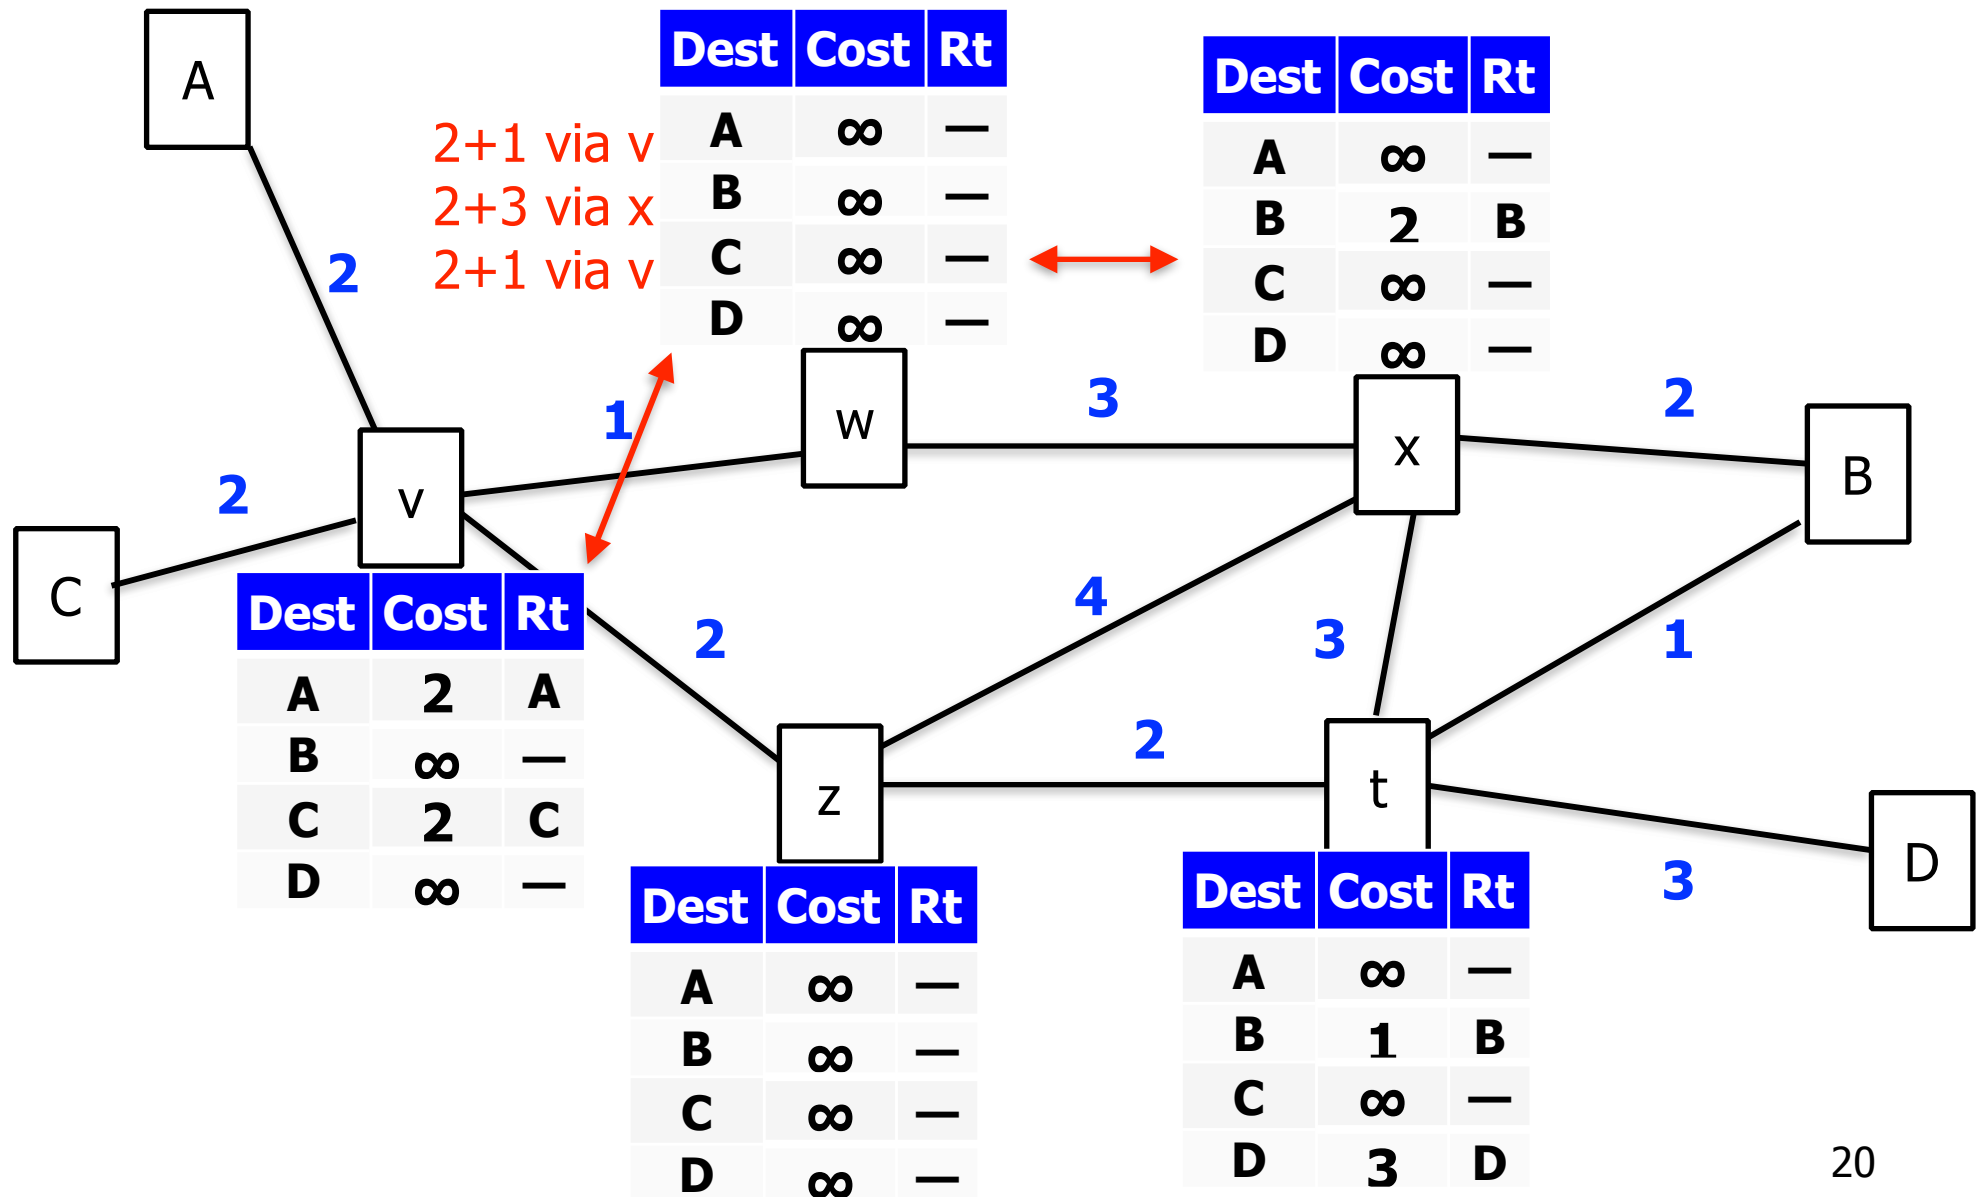 A
Dest Cost Rt
A ∞ —
B ∞ —
C ∞ —
D ∞ —
2+1 via v
2+3 via x
2+1 via v
Dest Cost Rt
A ∞ —
B 2 B
C ∞ —
D ∞ —
2
1
w
3
x
2
B
2
v
C
Dest Cost Rt
A 2 A
B ∞ —
C 2 C
D ∞ —
2
4
3
1
2
z
t
3
D
Dest Cost Rt
A ∞ —
B ∞ —
C ∞ —
D ∞ —
Dest Cost Rt
A ∞ —
B 1 B
C ∞ —
D 3 D
20